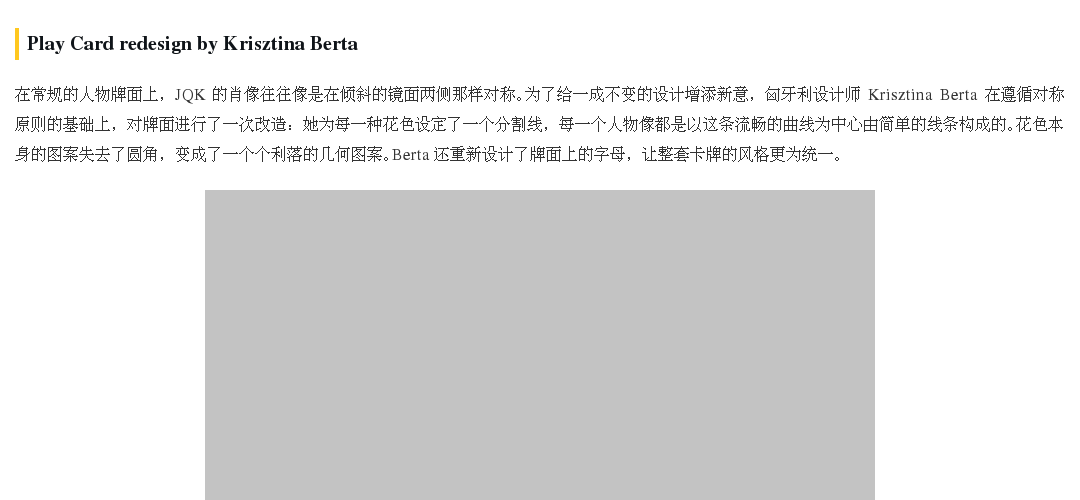 Play Card redesign by Krisztina Berta
在常规的人物牌面上，JQK 的肖像往往像是在倾斜的镜面两侧那样对称。为了给一成不变的设计增添新意，匈牙利设计师 Krisztina Berta 在遵循对称
原则的基础上，对牌面进行了一次改造：她为每一种花色设定了一个分割线，每一个人物像都是以这条流畅的曲线为中心由简单的线条构成的。花色本
身的图案失去了圆角，变成了一个个利落的几何图案。Berta 还重新设计了牌面上的字母，让整套卡牌的风格更为统一。